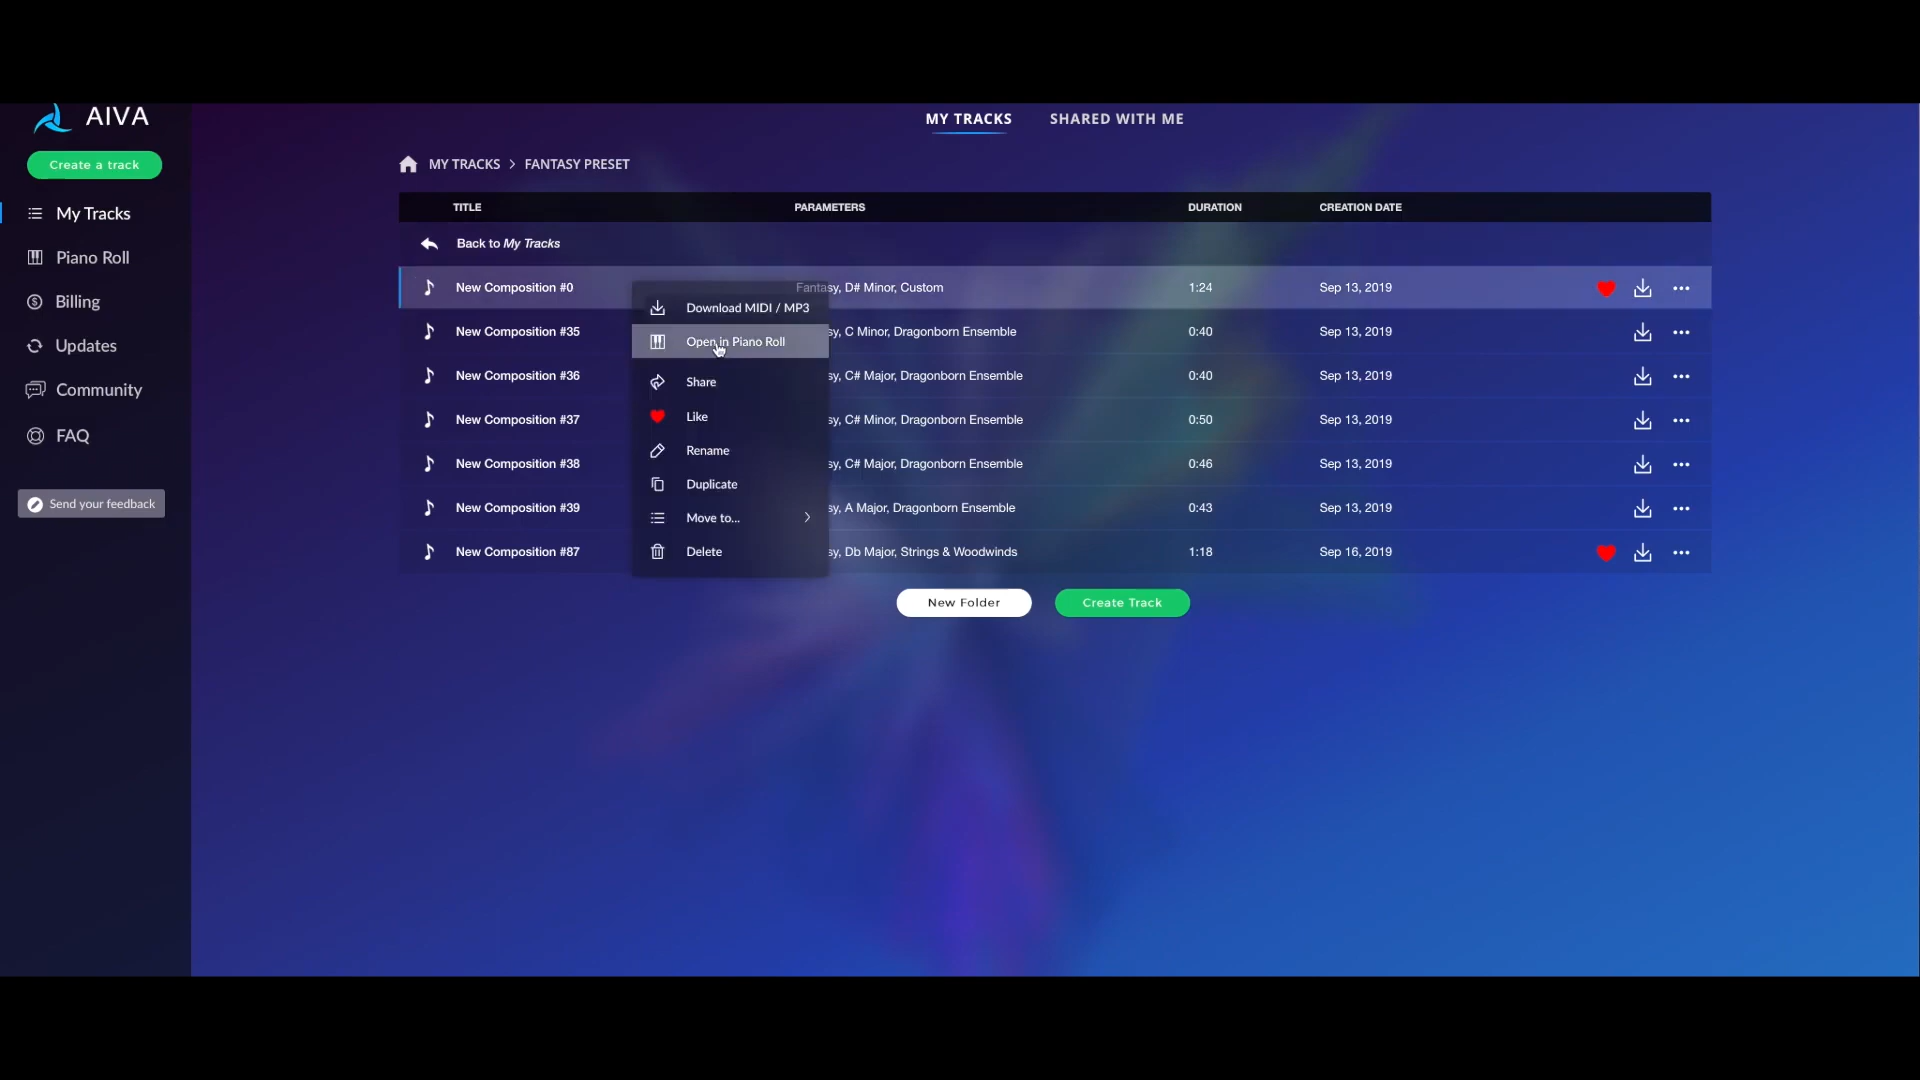 AIVA
Create a track
My Tracks
Piano Roll
Billing
Updates
Community
FAQ
Send your feedback
MY TRACKS SHARED WITH ME
MY TRACKS > FANTASY PRESET
TITLE PARAMETERS DURATION CREATION DATE
Back to My Tracks
New Composition #0 Fantasy, D# Minor, Custom 1:24 Sep 13, 2019
New Composition #35 sy, C Minor, Dragonborn Ensemble 0:40 Sep 13, 2019
New Composition #36 sy, C# Major, Dragonborn Ensemble 0:40 Sep 13, 2019
New Composition #37 sy, C# Minor, Dragonborn Ensemble 0:50 Sep 13, 2019
New Composition #38 sy, C# Major, Dragonborn Ensemble 0:46 Sep 13, 2019
New Composition #39 sy, A Major, Dragonborn Ensemble 0:43 Sep 13, 2019
New Composition #87 sy, Db Major, Strings & Woodwinds 1:18 Sep 16, 2019
Download MIDI / MP3
Open in Piano Roll
Share
Like
Rename
Duplicate
Move to...
Delete
New Folder Create Track